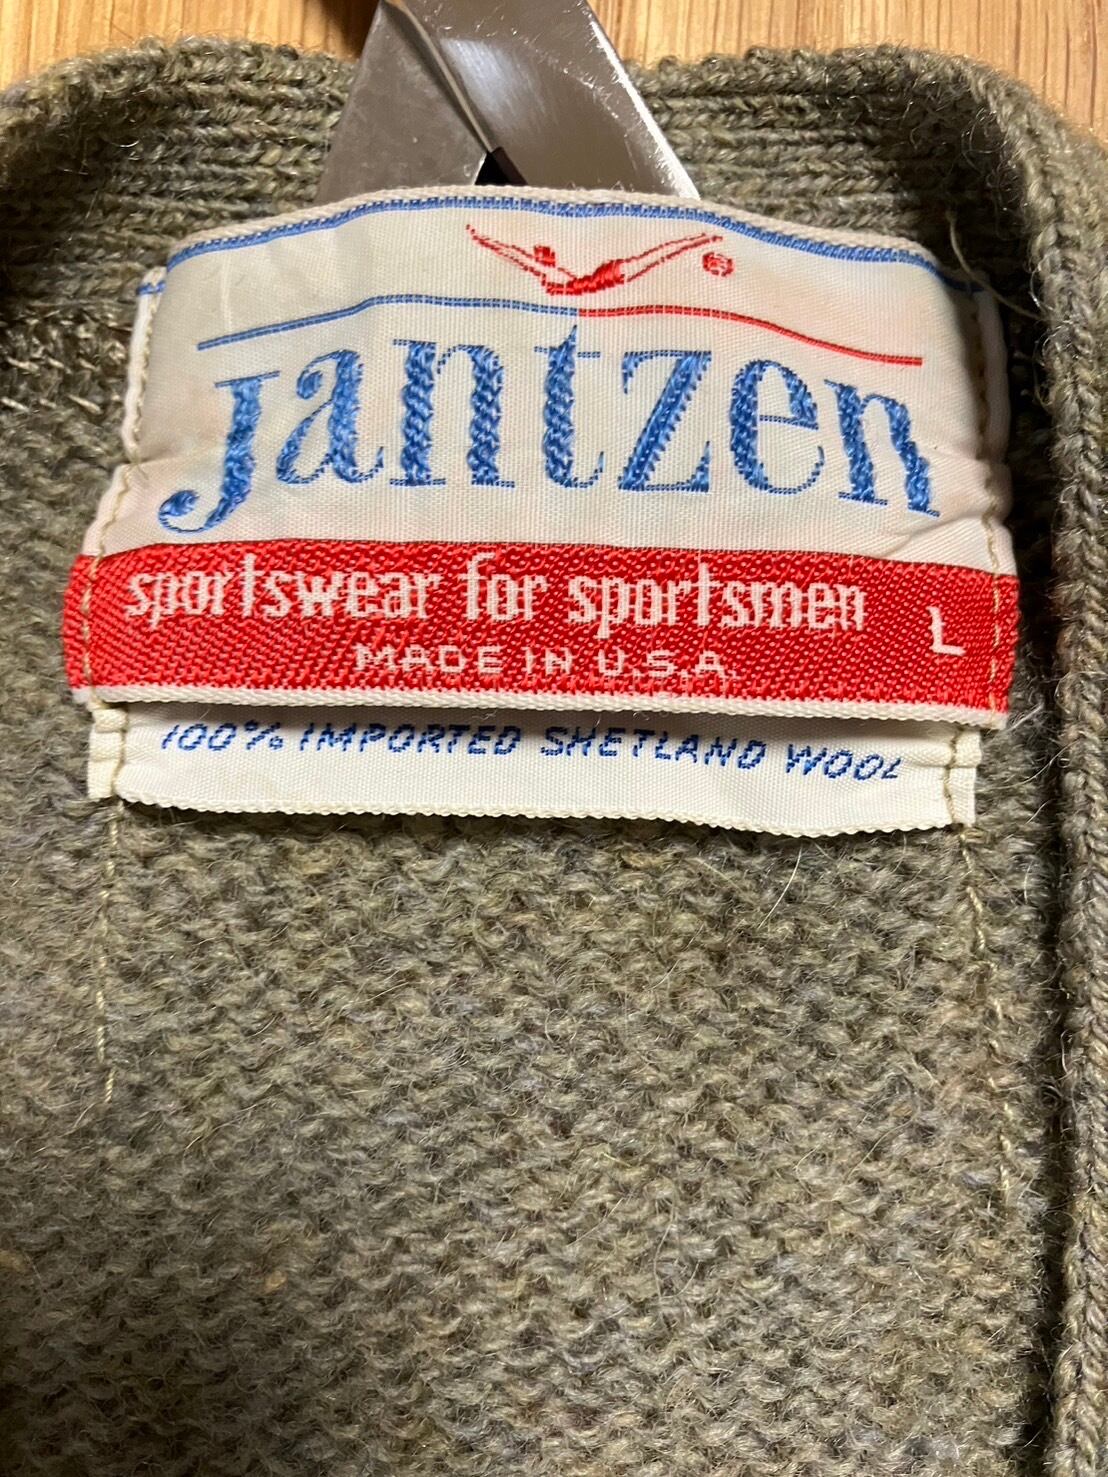 jantzen
sportswear for sportsmen L
MADE IN U.S.A.
100% IMPORTED SHETLAND WOOL